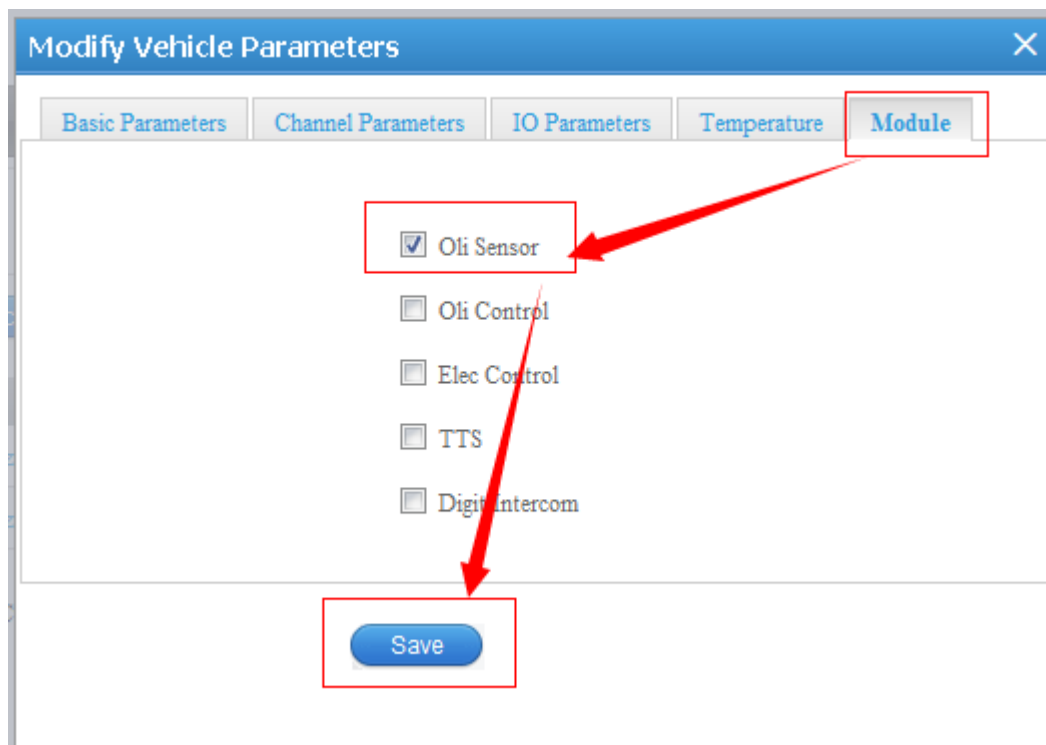 Modify Vehicle Parameters
Basic Parameters Channel Parameters IO Parameters Temperature Module
Oli Sensor
Oli Control
Elec Control
TTS
Digit Intercom
Save